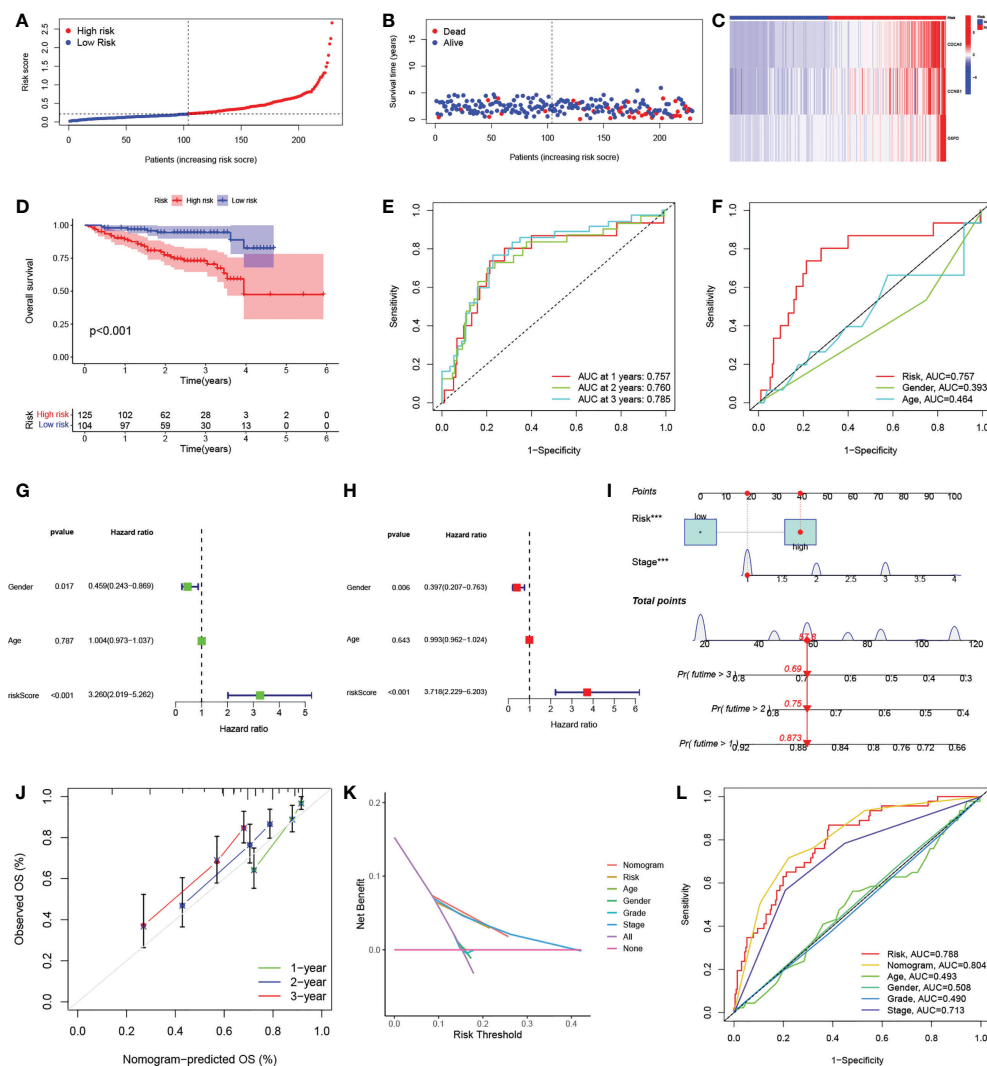 A
High risk
Low Risk
Risk score
0.0 0.5 1.0 1.5 2.0 2.5
0 50 100 150 200
Patients (increasing risk socre)
B
Dead
Alive
Survival time (years)
0 5 10 15
0 50 100 150 200
Patients (increasing risk socre)
C
Risk
CDCA8
CCNB1
G6PD
Risk
D
Risk High risk Low risk
Overall survival
1.00
0.75
0.50
0.25
0.00
p<0.001
0 1 2 3 4 5 6
Time(years)
Risk
High risk 125 102 62 28 3 2 0
Low risk 104 97 59 30 13 0 0
0 1 2 3 4 5 6
Time(years)
E
Sensitivity
0.0 0.2 0.4 0.6 0.8 1.0
AUC at 1 years: 0.757
AUC at 2 years: 0.760
AUC at 3 years: 0.785
0.0 0.2 0.4 0.6 0.8 1.0
1-Specificity
F
Sensitivity
0.0 0.2 0.4 0.6 0.8 1.0
Risk, AUC=0.757
Gender, AUC=0.393
Age, AUC=0.464
0.0 0.2 0.4 0.6 0.8 1.0
1-Specificity
G
pvalue Hazard ratio
Gender 0.017 0.459(0.243−0.869)
Age 0.787 1.004(0.973−1.037)
riskScore <0.001 3.260(2.019−5.262)
0 1 2 3 4 5
Hazard ratio
H
pvalue Hazard ratio
Gender 0.006 0.397(0.207−0.763)
Age 0.643 0.993(0.962−1.024)
riskScore <0.001 3.718(2.229−6.203)
0 1 2 3 4 5 6
Hazard ratio
I
Points
0 10 20 30 40 50 60 70 80 90 100
low
Risk***
high
Stage***
1 1.5 2 2.5 3 3.5 4
Total points
20 40 60 80 100 120
57.8
0.69
Pr( futime > 3 )
0.8 0.7 0.6 0.5 0.4 0.3
0.75
Pr( futime > 2 )
0.8 0.7 0.6 0.5 0.4
0.873
Pr( futime > 1 )
0.92 0.88 0.84 0.8 0.76 0.72 0.66
J
Observed OS (%)
0.0 0.2 0.4 0.6 0.8 1.0
1-year
2-year
3-year
0.0 0.2 0.4 0.6 0.8 1.0
Nomogram−predicted OS (%)
K
Net Benefit
0.2
0.1
0.0
Nomogram
Risk
Age
Gender
Grade
Stage
All
None
0.0 0.1 0.2 0.3 0.4
Risk Threshold
L
Sensitivity
0.0 0.2 0.4 0.6 0.8 1.0
Risk, AUC=0.788
Nomogram, AUC=0.804
Age, AUC=0.493
Gender, AUC=0.508
Grade, AUC=0.490
Stage, AUC=0.713
0.0 0.2 0.4 0.6 0.8 1.0
1-Specificity